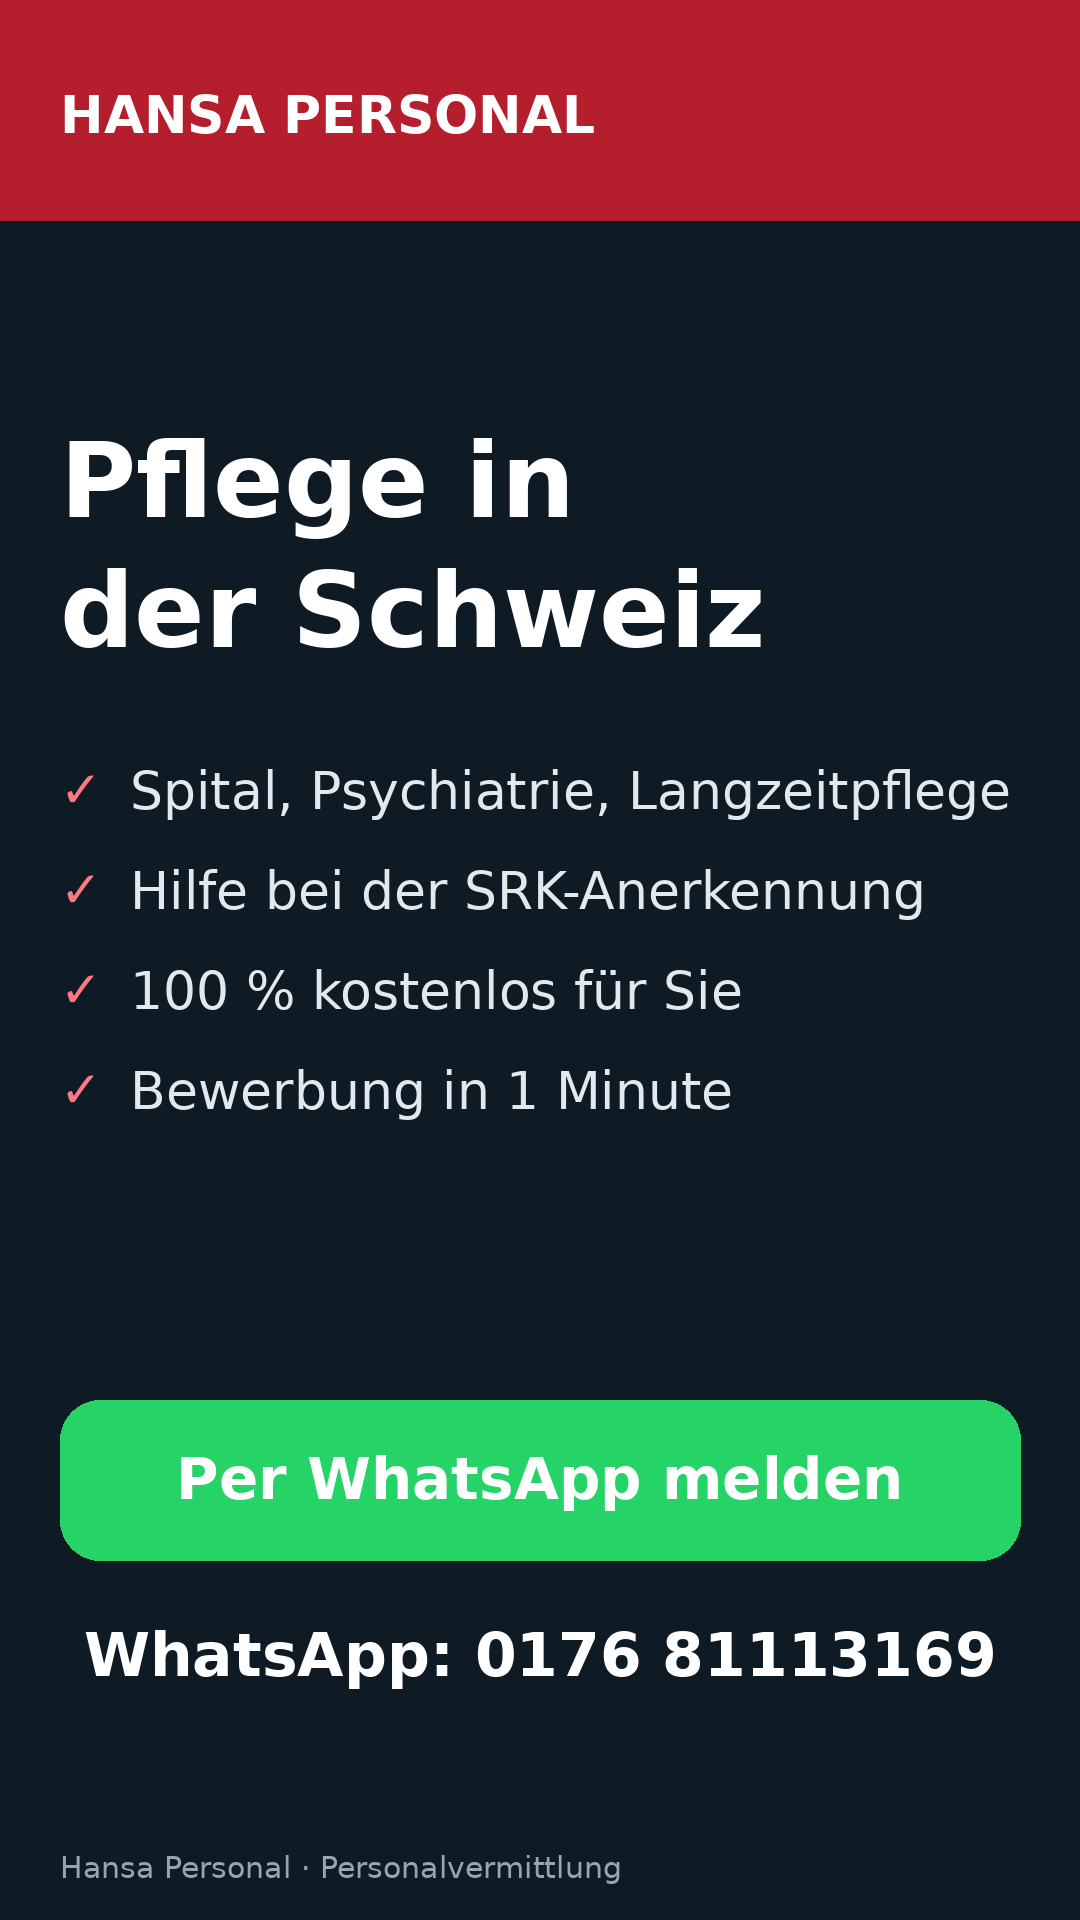 HANSA PERSONAL
Pflege in
der Schweiz
✓ Spital, Psychiatrie, Langzeitpflege
✓ Hilfe bei der SRK-Anerkennung
✓ 100 % kostenlos für Sie
✓ Bewerbung in 1 Minute
Per WhatsApp melden
WhatsApp: 0176 81113169
Hansa Personal · Personalvermittlung